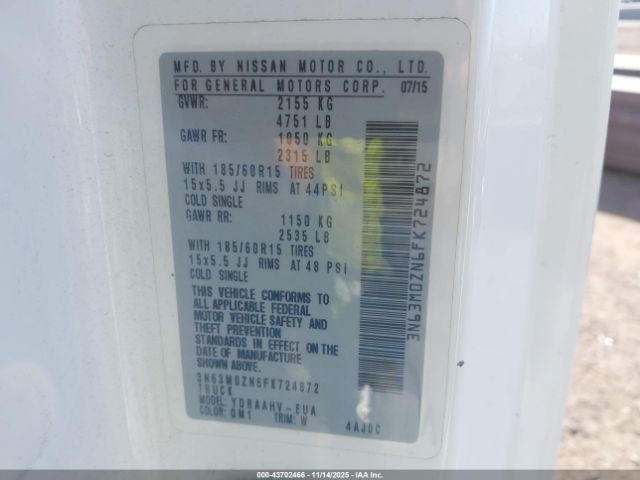 MFD. BY NISSAN MOTOR CO., LTD.
FOR GENERAL MOTORS CORP. 07/15
GVWR: 2155 KG
4751 LB
GAWR FR: 1050 KG
2315 LB
WITH 185/60R15 TIRES
15x5.5 JJ RIMS AT 44PSI
COLD SINGLE
GAWR RR: 1150 KG
2535 LB
WITH 185/60R15 TIRES
15x5.5 JJ RIMS AT 48 PSI
COLD SINGLE
THIS VEHICLE CONFORMS TO
ALL APPLICABLE FEDERAL
MOTOR VEHICLE SAFETY AND
THEFT PREVENTION
STANDARDS IN EFFECT ON THE
DATE OF MANUFACTURE
SHOWN ABOVE.
3N63M0ZN6FK724872
TRUCK
MODEL: YDRAAHV-EUA
COLOR: QM1 TRIM: W 4AJ0C
3N63M0ZN6FK724872
Stock No: 000-43702466 11/14/2025 IAAI.com